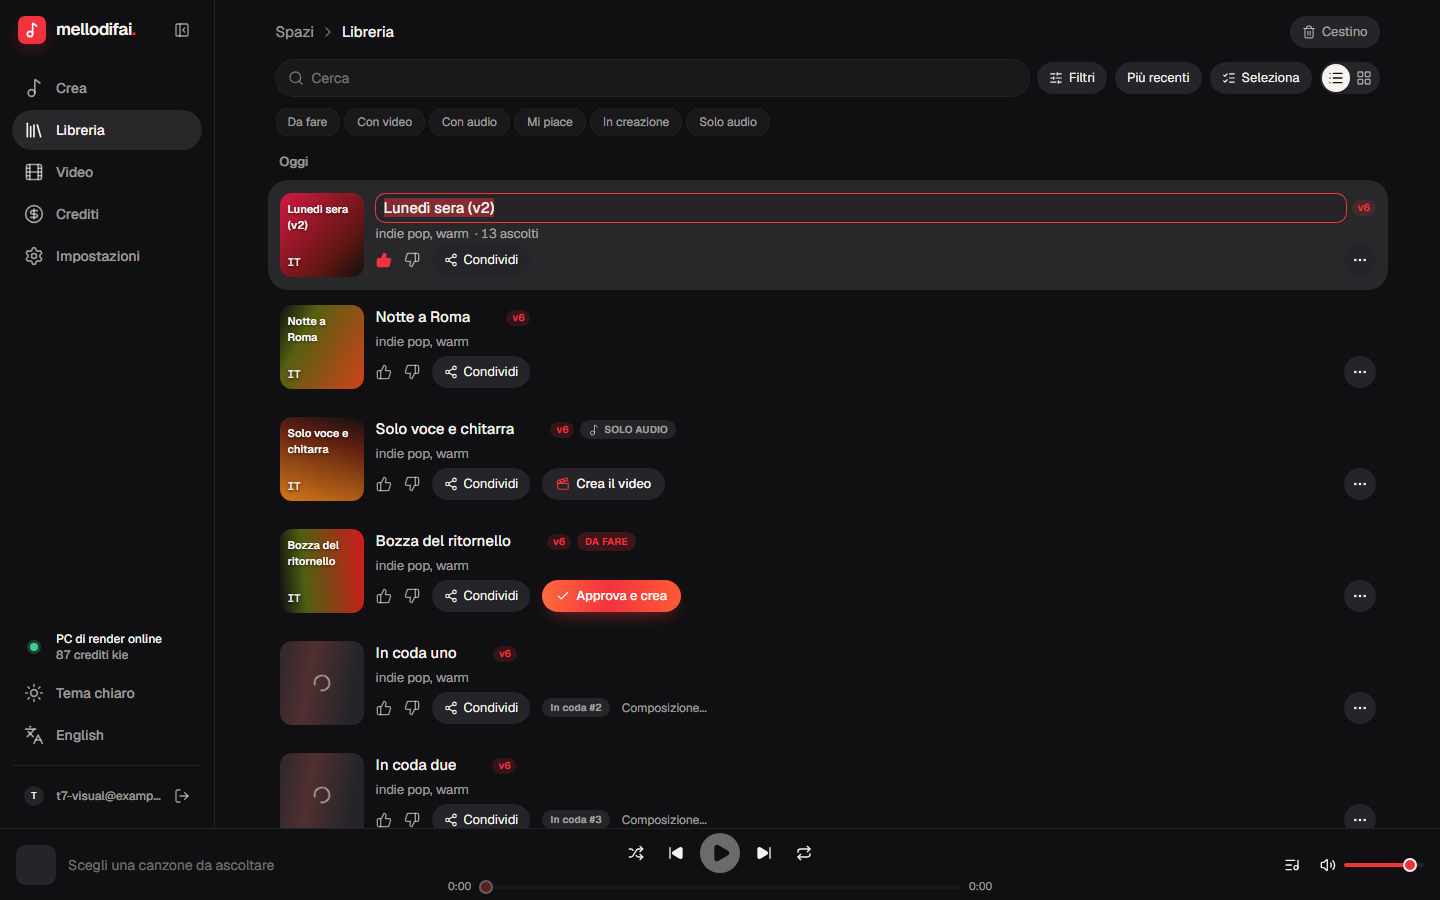 mellodifai.
Crea
Libreria
Video
Crediti
Impostazioni
PC di render online
87 crediti kie
Tema chiaro
English
T
t7-visual@examp...
Spazi
Libreria
Cestino
Cerca
Filtri
Più recenti
Seleziona
Da fare
Con video
Con audio
Mi piace
In creazione
Solo audio
Oggi
Lunedì sera
(v2)
IT
Lunedì sera (v2)
v6
indie pop, warm · 13 ascolti
Condividi
Notte a
Roma
IT
Notte a Roma
v6
indie pop, warm
Condividi
Solo voce e
chitarra
IT
Solo voce e chitarra
v6
SOLO AUDIO
indie pop, warm
Condividi
Crea il video
Bozza del
ritornello
IT
Bozza del ritornello
v6
DA FARE
indie pop, warm
Condividi
Approva e crea
In coda uno
v6
indie pop, warm
Condividi
In coda #2
Composizione...
In coda due
v6
indie pop, warm
Condividi
In coda #3
Composizione...
Scegli una canzone da ascoltare
0:00
0:00